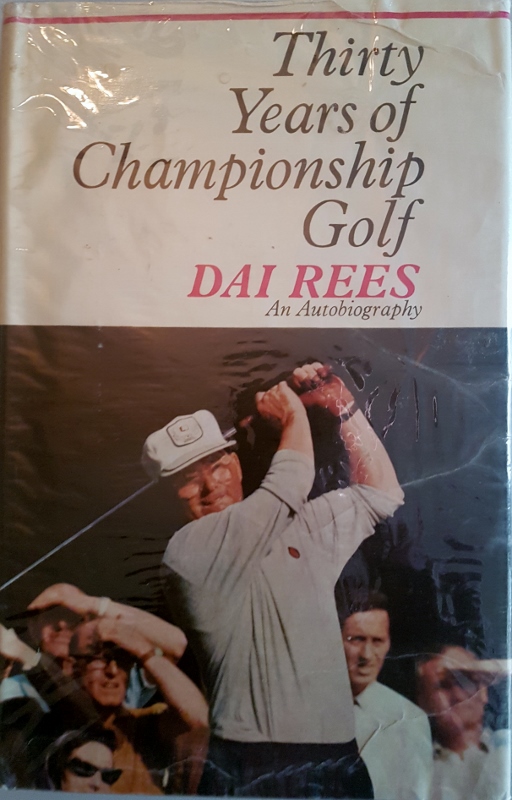 Thirty
Years of
Championship
Golf
DAI REES
An Autobiography